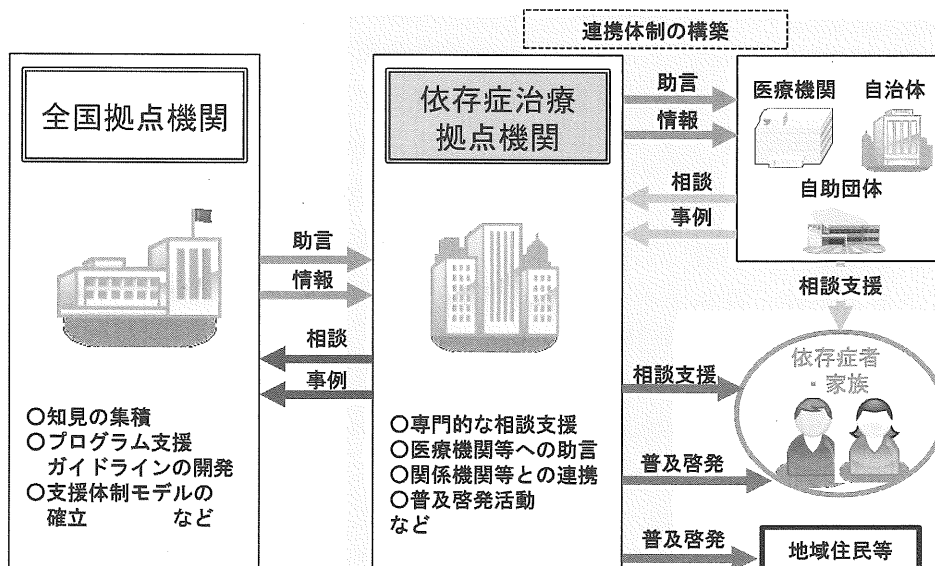 連携体制の構築
全国拠点機関
助言
情報
相談
事例
○知見の集積
○プログラム支援
ガイドラインの開発
○支援体制モデルの
確立 など
依存症治療
拠点機関
○専門的な相談支援
○医療機関等への助言
○関係機関等との連携
○普及啓発活動
など
助言
情報
相談
事例
医療機関 自治体
自助団体
相談支援
相談支援
依存症者
・家族
普及啓発
普及啓発
地域住民等